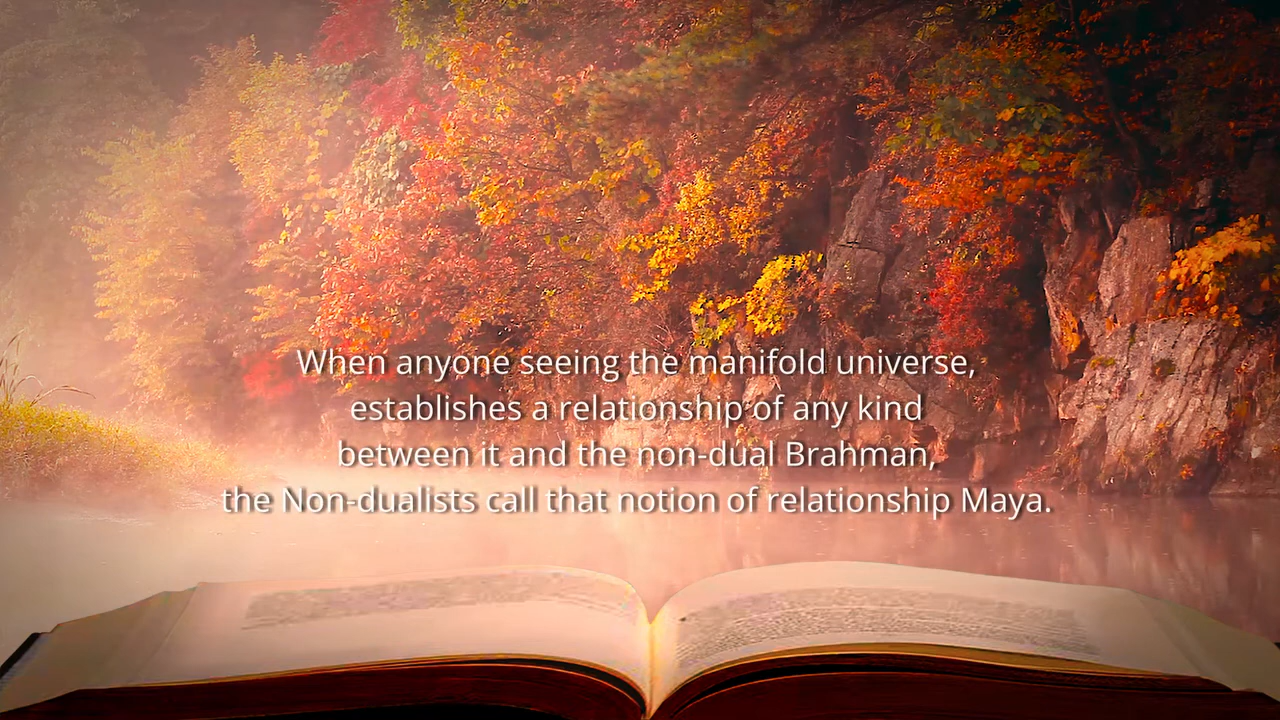 When anyone seeing the manifold universe,
establishes a relationship of any kind
between it and the non-dual Brahman,
the Non-dualists call that notion of relationship Maya.